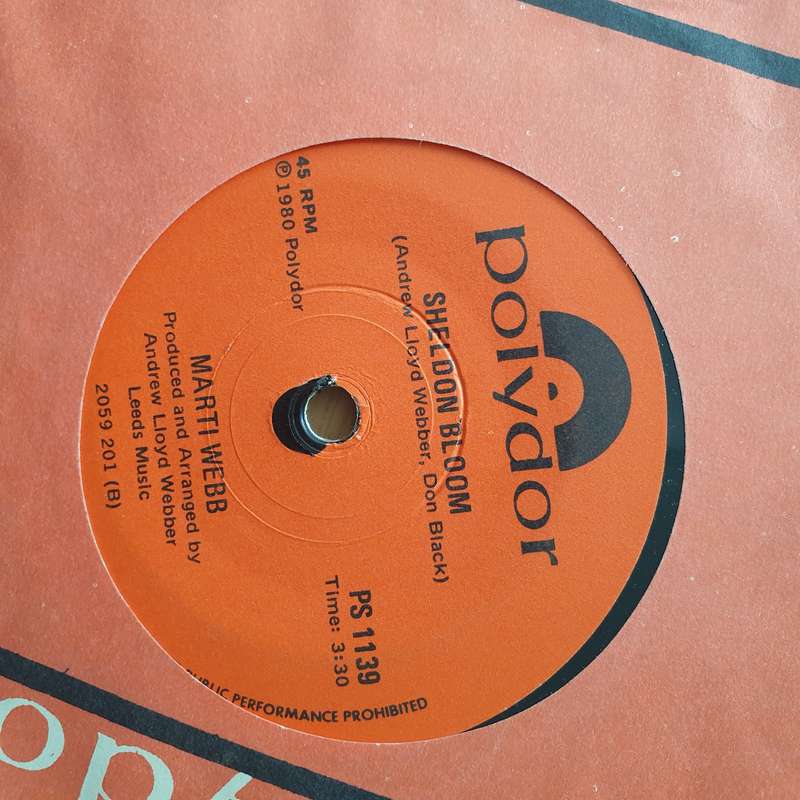 polydor
SHELDON BLOOM
(Andrew Lloyd Webber, Don Black)
45 RPM
℗ 1980 Polydor
PS 1139
Time: 3:30
MARTI WEBB
Produced and Arranged by
Andrew Lloyd Webber
Leeds Music
2059 201 (B)
PUBLIC PERFORMANCE PROHIBITED